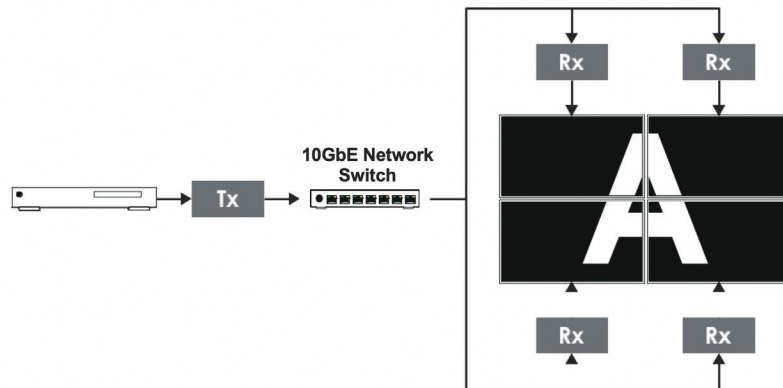 Rx Rx
10GbE Network
Switch
Tx
A
Rx Rx